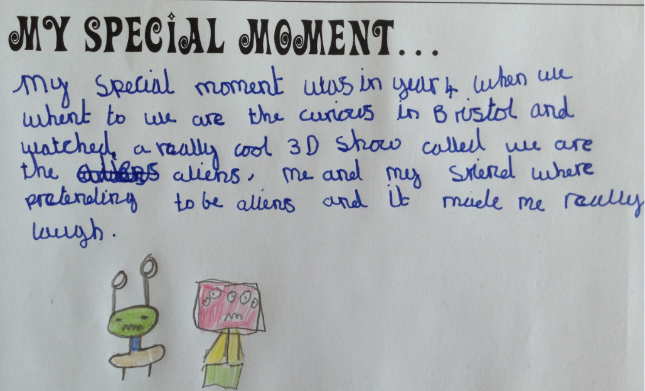 MY SPECIAL MOMENT...
My special moment was in year 4 when we
whent to we are the curious in Bristol and
watched a really cool 3D show called we are
the aliens. me and my friend where
pretending to be aliens and it made me really
laugh.